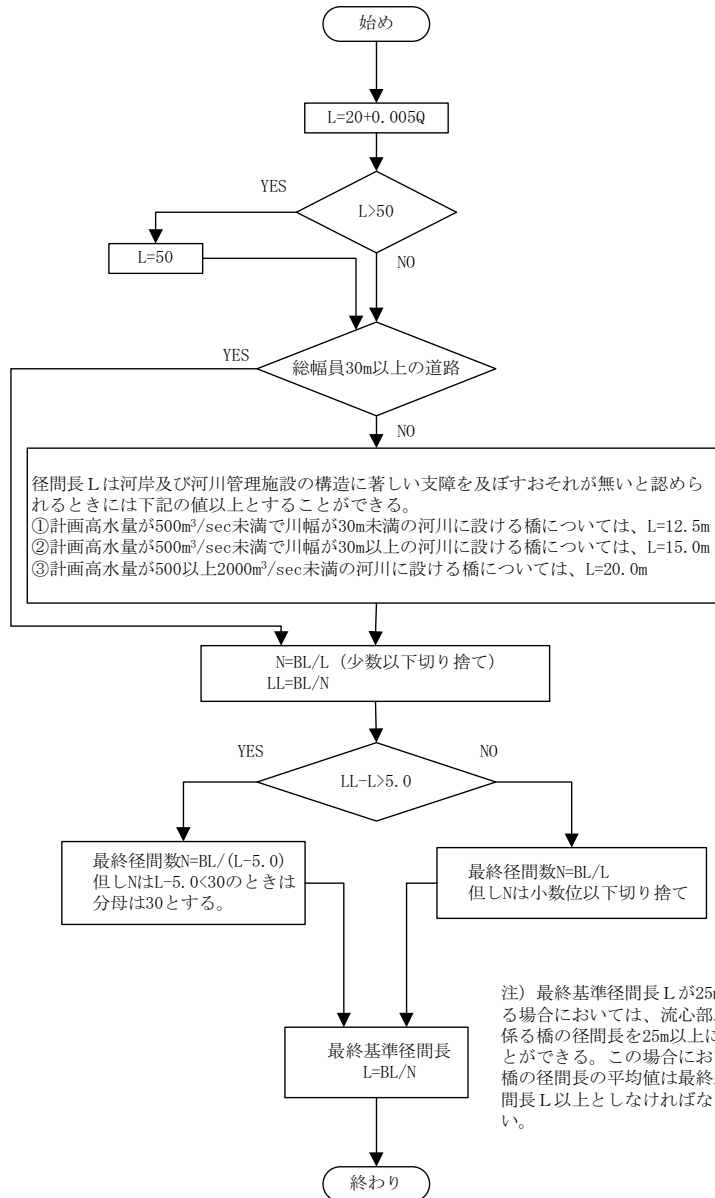 始め
L=20+0.005Q
YES
L>50
L=50
NO
YES
総幅員30m以上の道路
NO
径間長Ｌは河岸及び河川管理施設の構造に著しい支障を及ぼすおそれが無いと認めら
れるときには下記の値以上とすることができる。
①計画高水量が500m³/sec未満で川幅が30m未満の河川に設ける橋については、L=12.5m
②計画高水量が500m³/sec未満で川幅が30m以上の河川に設ける橋については、L=15.0m
③計画高水量が500以上2000m³/sec未満の河川に設ける橋については、L=20.0m
N=BL/L（少数以下切り捨て）
LL=BL/N
YES
NO
LL-L>5.0
最終径間数N=BL/(L-5.0)
但しNはL-5.0<30のときは
分母は30とする。
最終径間数N=BL/L
但しNは小数位以下切り捨て
最終基準径間長
L=BL/N
注）最終基準径間長Ｌが25m
る場合においては、流心部
係る橋の径間長を25m以上に
とができる。この場合にお
橋の径間長の平均値は最終
間長Ｌ以上としなければな
い。
終わり